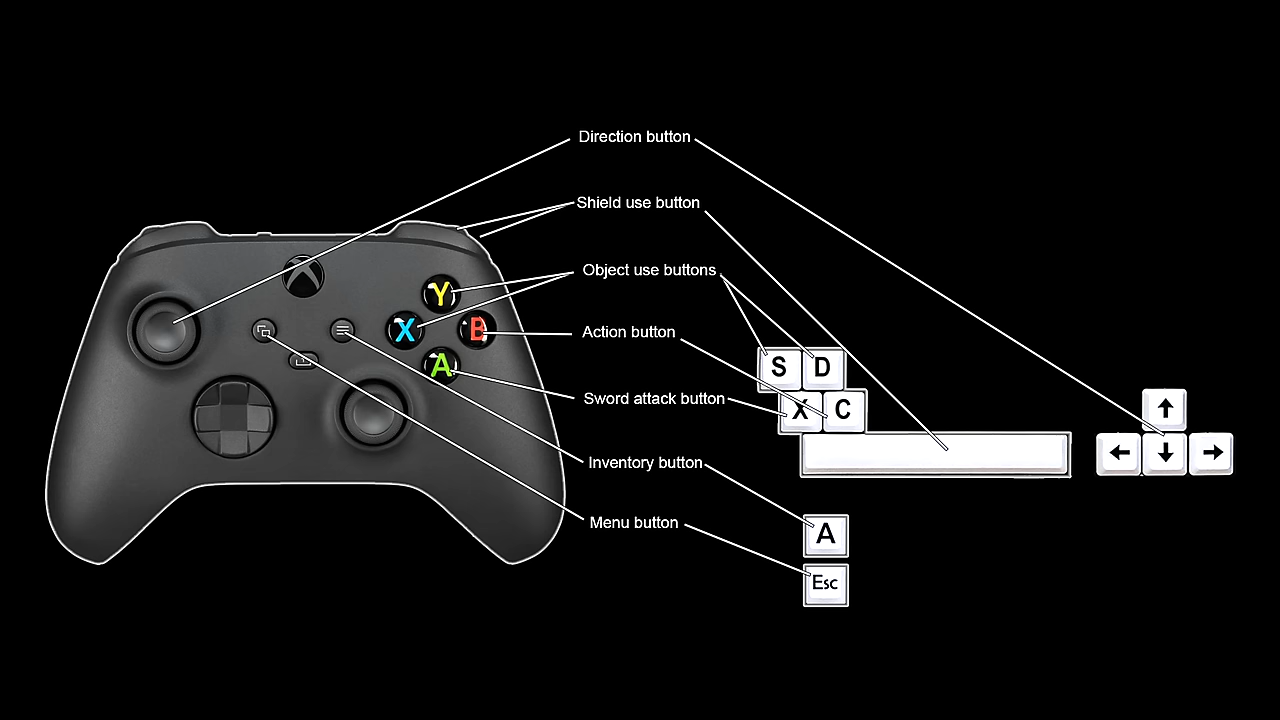 Direction button
Shield use button
Object use buttons
Y
X
B
Action button
A
S
D
Sword attack button
X
C
Inventory button
Menu button
A
Esc